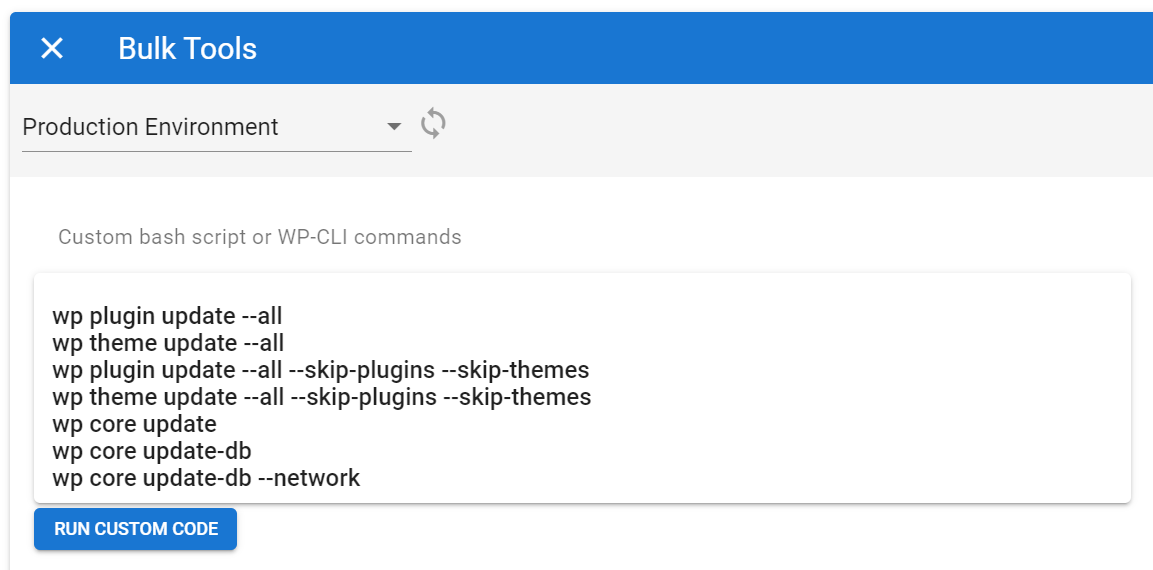 Bulk Tools
Production Environment
Custom bash script or WP-CLI commands
wp plugin update --all
wp theme update --all
wp plugin update --all --skip-plugins --skip-themes
wp theme update --all --skip-plugins --skip-themes
wp core update
wp core update-db
wp core update-db --network
RUN CUSTOM CODE